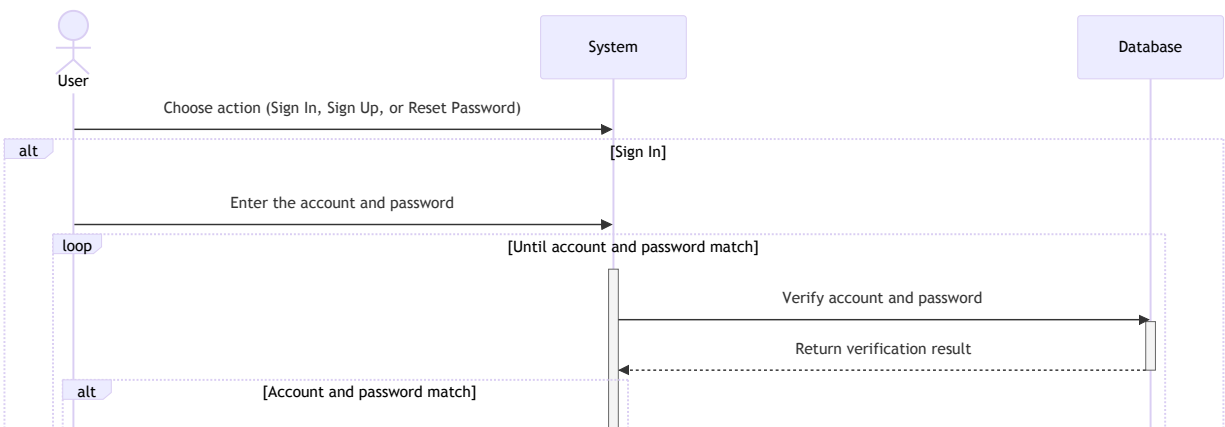 System
Database
User
Choose action (Sign In, Sign Up, or Reset Password)
alt
[Sign In]
Enter the account and password
loop
[Until account and password match]
Verify account and password
Return verification result
alt
[Account and password match]